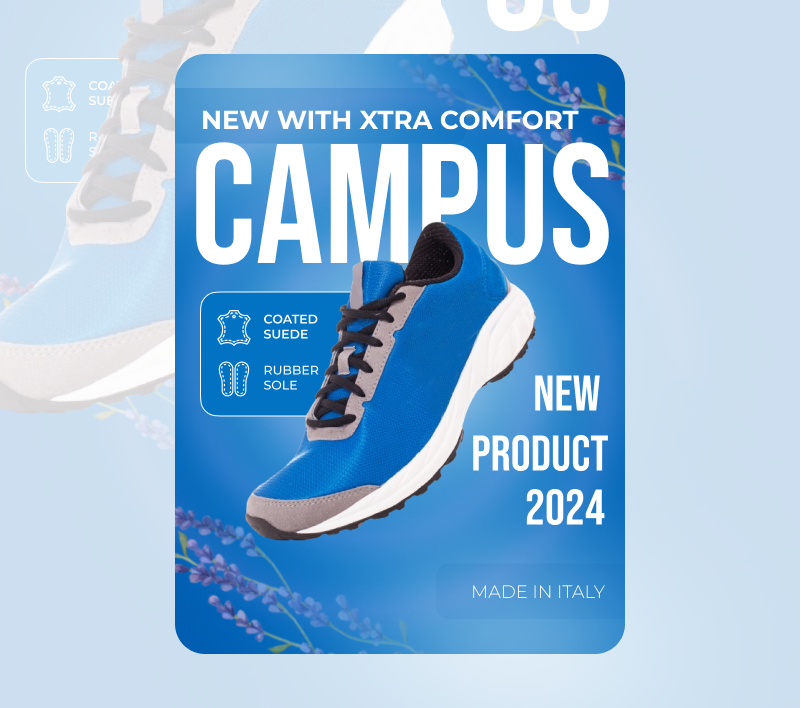 NEW WITH XTRA COMFORT
CAMPUS
COATED
SUEDE
RUBBER
SOLE
NEW
PRODUCT
2024
MADE IN ITALY